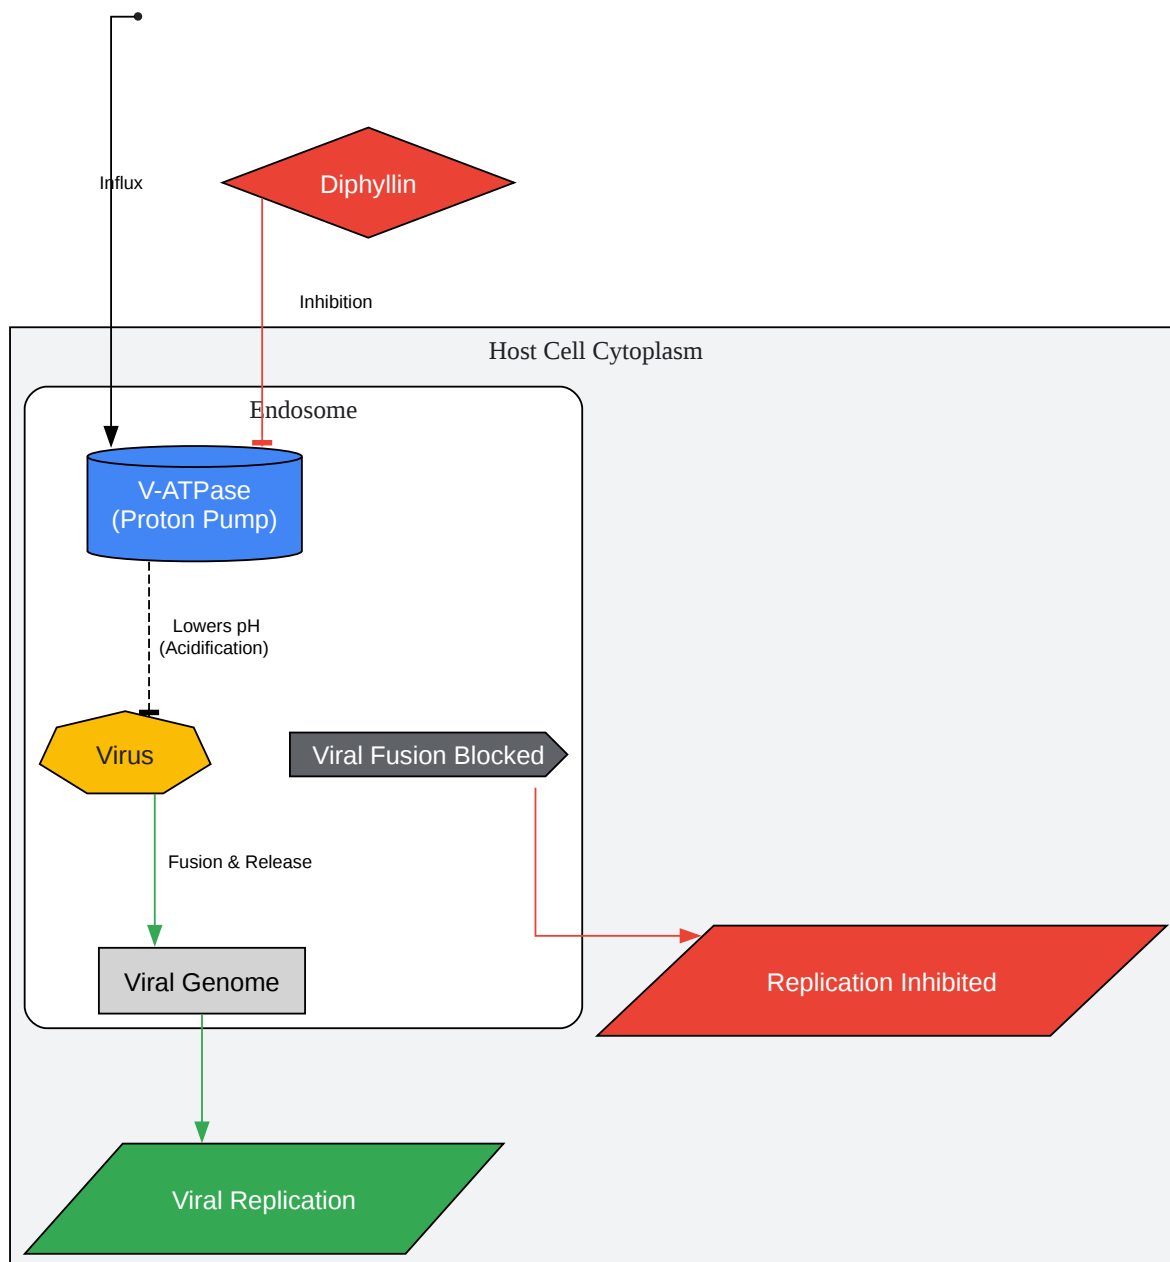 Influx
Diphyllin
Inhibition
Host Cell Cytoplasm
Endosome
V-ATPase
(Proton Pump)
Lowers pH
(Acidification)
Virus
Viral Fusion Blocked
Fusion & Release
Viral Genome
Replication Inhibited
Viral Replication